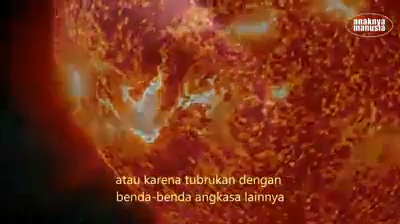 anaknya
manusia
atau karena tubrukan dengan
benda-benda angkasa lainnya